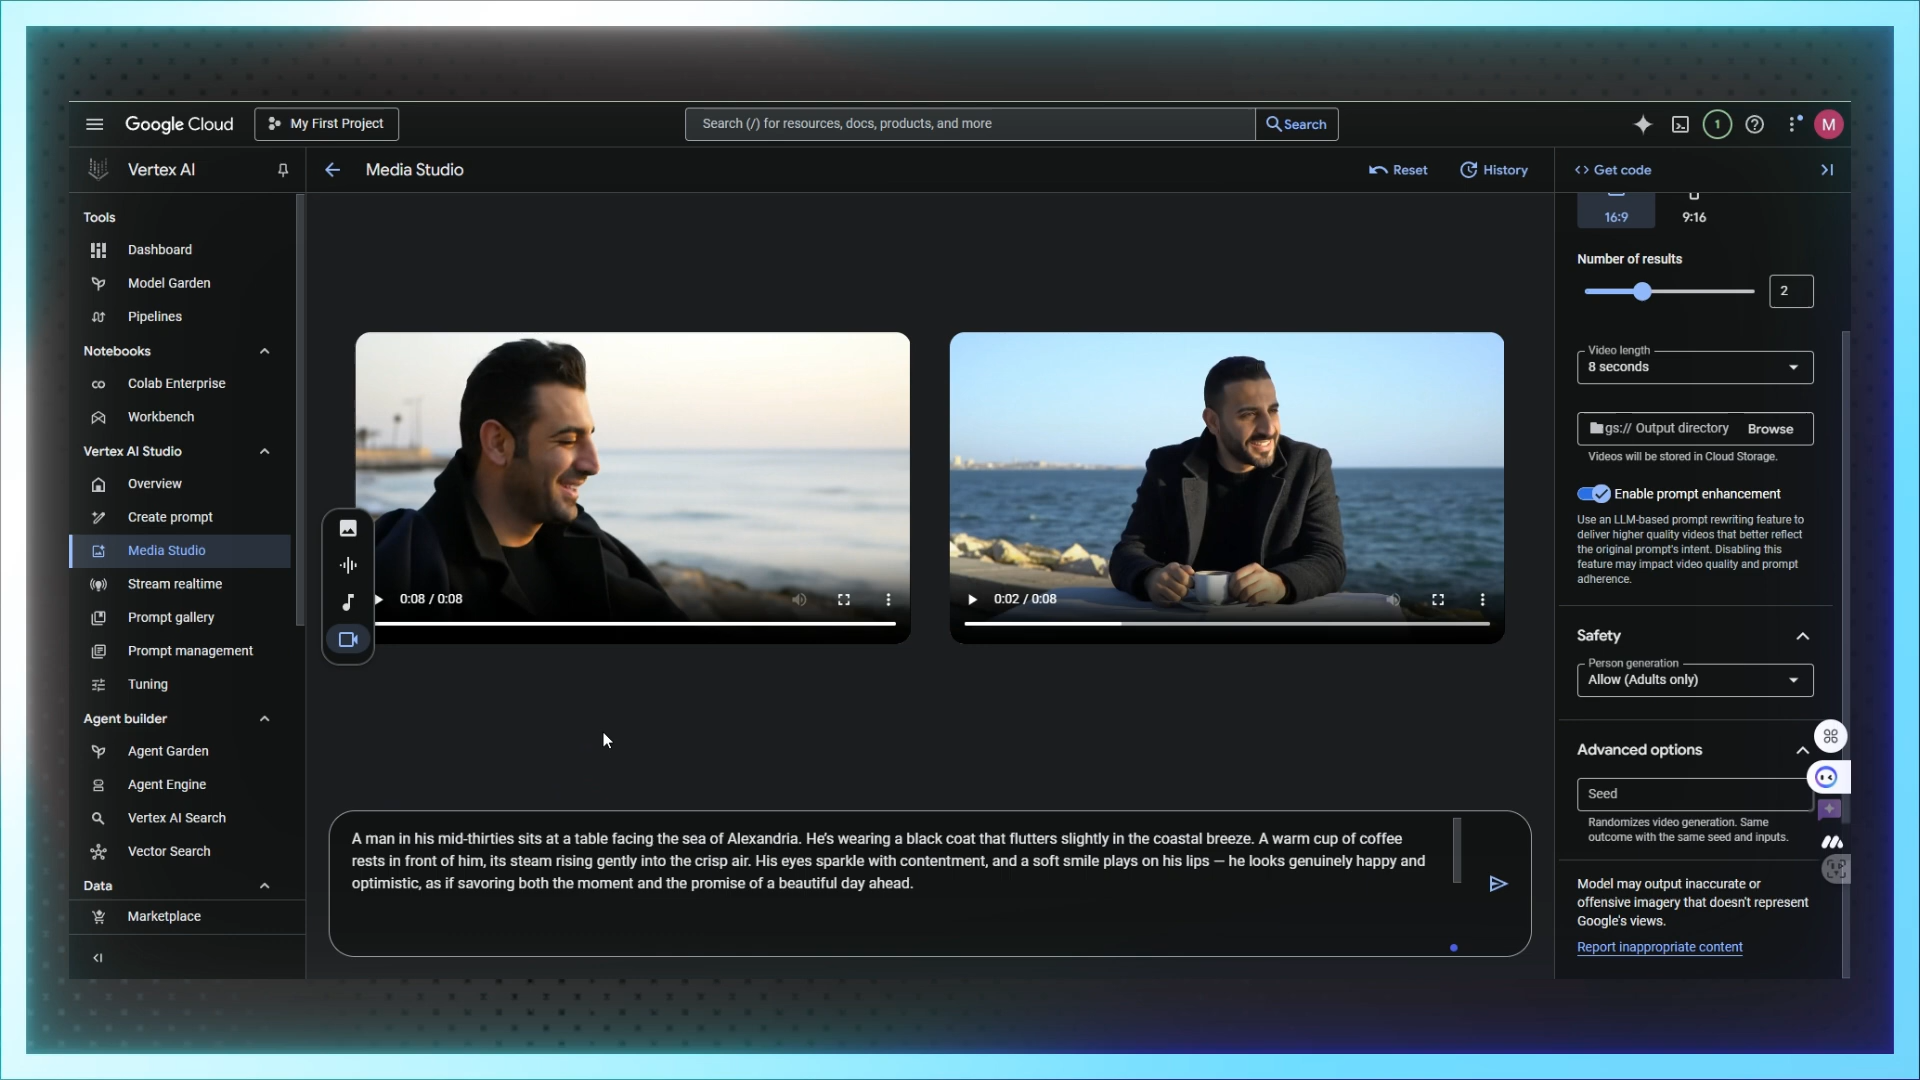 Google Cloud
My First Project
Search (/) for resources, docs, products, and more
Search
1
M
Vertex AI
Media Studio
Reset
History
Get code
Tools
Dashboard
Model Garden
Pipelines
Notebooks
Colab Enterprise
Workbench
Vertex AI Studio
Overview
Create prompt
Media Studio
Stream realtime
Prompt gallery
Prompt management
Tuning
Agent builder
Agent Garden
Agent Engine
Vertex AI Search
Vector Search
Data
Marketplace
0:08 / 0:08
0:02 / 0:08
A man in his mid-thirties sits at a table facing the sea of Alexandria. He's wearing a black coat that flutters slightly in the coastal breeze. A warm cup of coffee
rests in front of him, its steam rising gently into the crisp air. His eyes sparkle with contentment, and a soft smile plays on his lips — he looks genuinely happy and
optimistic, as if savoring both the moment and the promise of a beautiful day ahead.
16:9
9:16
Number of results
2
Video length
8 seconds
gs:// Output directory
Browse
Videos will be stored in Cloud Storage.
Enable prompt enhancement
Use an LLM-based prompt rewriting feature to
deliver higher quality videos that better reflect
the original prompt's intent. Disabling this
feature may impact video quality and prompt
adherence.
Safety
Person generation
Allow (Adults only)
Advanced options
Seed
Randomizes video generation. Same
outcome with the same seed and inputs.
Model may output inaccurate or
offensive imagery that doesn't represent
Google's views.
Report inappropriate content